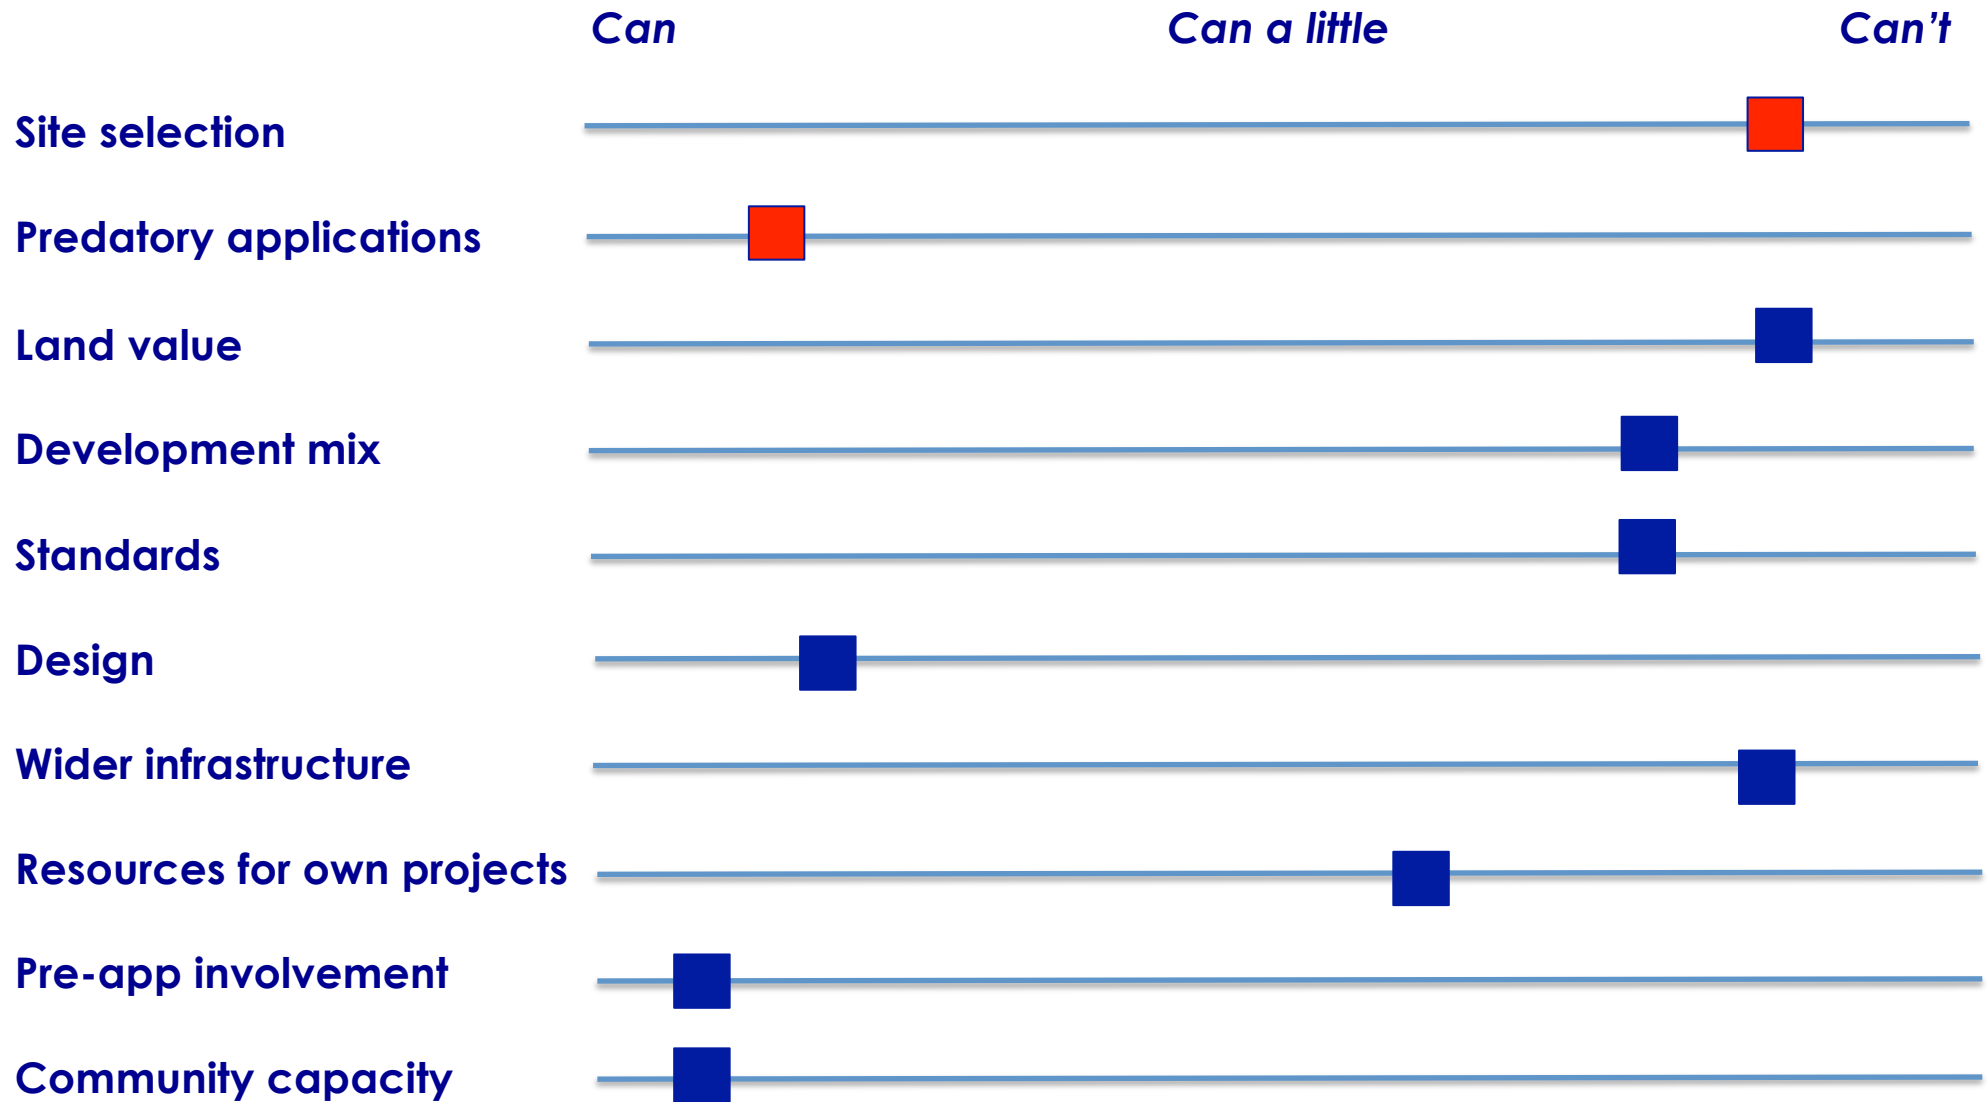 Can Can a little Can't
Site selection
Predatory applications
Land value
Development mix
Standards
Design
Wider infrastructure
Resources for own projects
Pre-app involvement
Community capacity